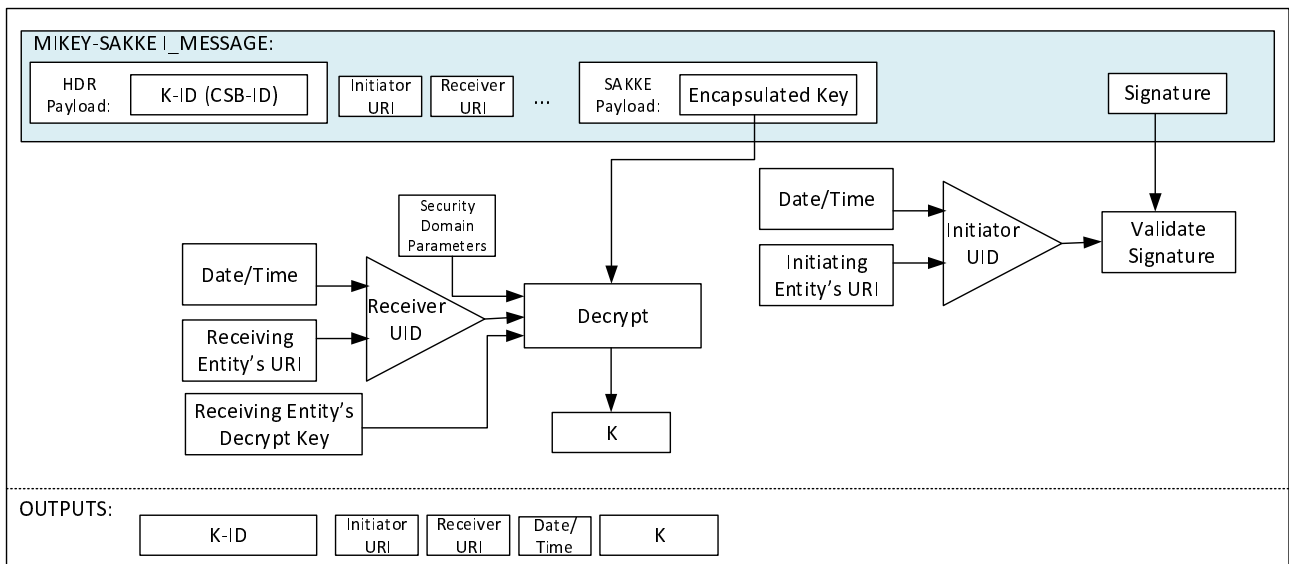 MIKEY-SAKKE I_MESSAGE:
HDR
Payload:
K-ID (CSB-ID)
Initiator
URI
Receiver
URI
...
SAKKE
Payload:
Encapsulated Key
Signature
Security
Domain
Parameters
Date/Time
Receiving
Entity’s URI
Receiver
UID
Receiving Entity’s
Decrypt Key
Decrypt
K
Date/Time
Initiating
Entity’s URI
Initiator
UID
Validate
Signature
OUTPUTS:
K-ID
Initiator
URI
Receiver
URI
Date/
Time
K